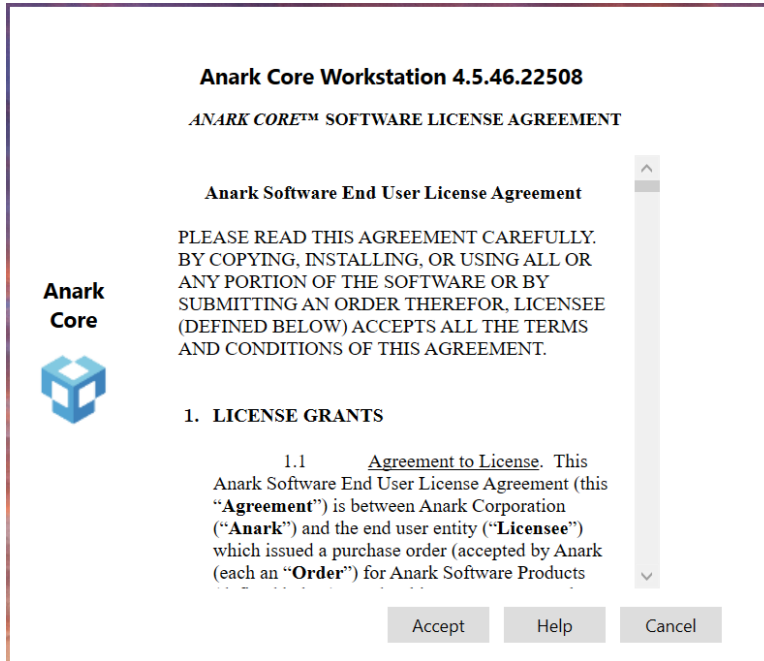 Anark Core Workstation 4.5.46.22508
ANARK CORE™ SOFTWARE LICENSE AGREEMENT
Anark Software End User License Agreement
PLEASE READ THIS AGREEMENT CAREFULLY.
BY COPYING, INSTALLING, OR USING ALL OR
ANY PORTION OF THE SOFTWARE OR BY
SUBMITTING AN ORDER THEREFOR, LICENSEE
(DEFINED BELOW) ACCEPTS ALL THE TERMS
AND CONDITIONS OF THIS AGREEMENT.
Anark
Core
1. LICENSE GRANTS
1.1 Agreement to License. This
Anark Software End User License Agreement (this
“Agreement”) is between Anark Corporation
(“Anark”) and the end user entity (“Licensee”)
which issued a purchase order (accepted by Anark
(each an “Order”) for Anark Software Products
Accept
Help
Cancel